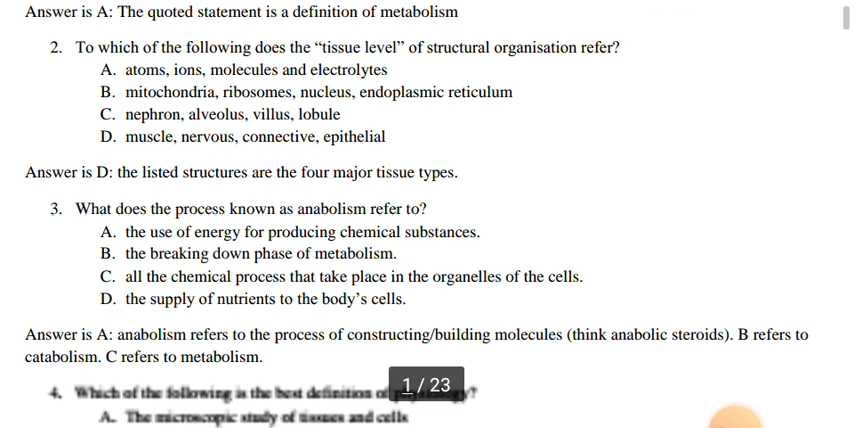 Answer is A: The quoted statement is a definition of metabolism
2. To which of the following does the “tissue level” of structural organisation refer?
A. atoms, ions, molecules and electrolytes
B. mitochondria, ribosomes, nucleus, endoplasmic reticulum
C. nephron, alveolus, villus, lobule
D. muscle, nervous, connective, epithelial
Answer is D: the listed structures are the four major tissue types.
3. What does the process known as anabolism refer to?
A. the use of energy for producing chemical substances.
B. the breaking down phase of metabolism.
C. all the chemical process that take place in the organelles of the cells.
D. the supply of nutrients to the body’s cells.
Answer is A: anabolism refers to the process of constructing/building molecules (think anabolic steroids). B refers to
catabolism. C refers to metabolism.
4. Which of the following is the best definition of
1 / 23
A. The microscopic study of tissues and cells